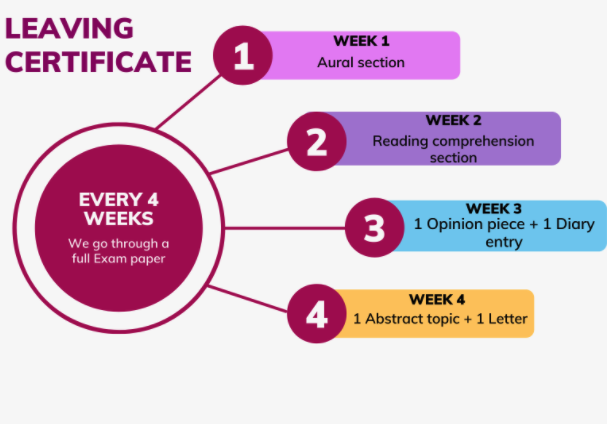 LEAVING
CERTIFICATE
1
WEEK 1
Aural section
2
WEEK 2
Reading comprehension
section
EVERY 4
WEEKS
We go through a
full Exam paper
3
WEEK 3
1 Opinion piece + 1 Diary
entry
4
WEEK 4
1 Abstract topic + 1 Letter